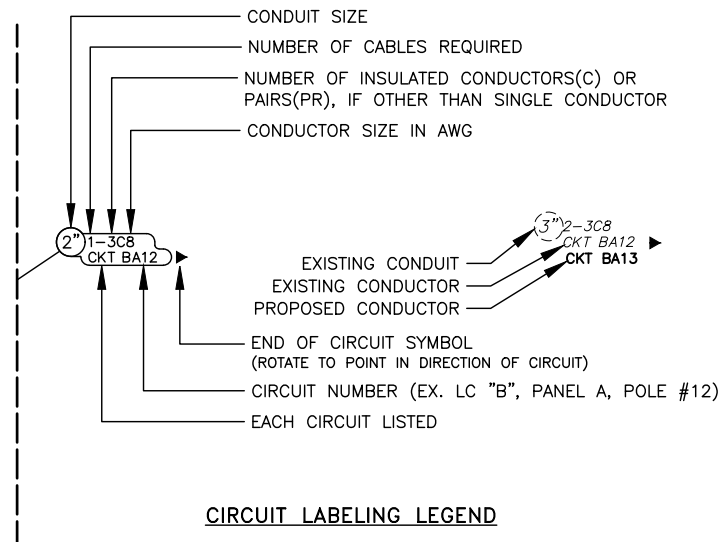 CONDUIT SIZE
NUMBER OF CABLES REQUIRED
NUMBER OF INSULATED CONDUCTORS(C) OR
PAIRS(PR), IF OTHER THAN SINGLE CONDUCTOR
CONDUCTOR SIZE IN AWG
2" 1-3C8
CKT BA12
3" 2-3C8
CKT BA12
CKT BA13
EXISTING CONDUIT
EXISTING CONDUCTOR
PROPOSED CONDUCTOR
END OF CIRCUIT SYMBOL
(ROTATE TO POINT IN DIRECTION OF CIRCUIT)
CIRCUIT NUMBER (EX. LC "B", PANEL A, POLE #12)
EACH CIRCUIT LISTED
CIRCUIT LABELING LEGEND